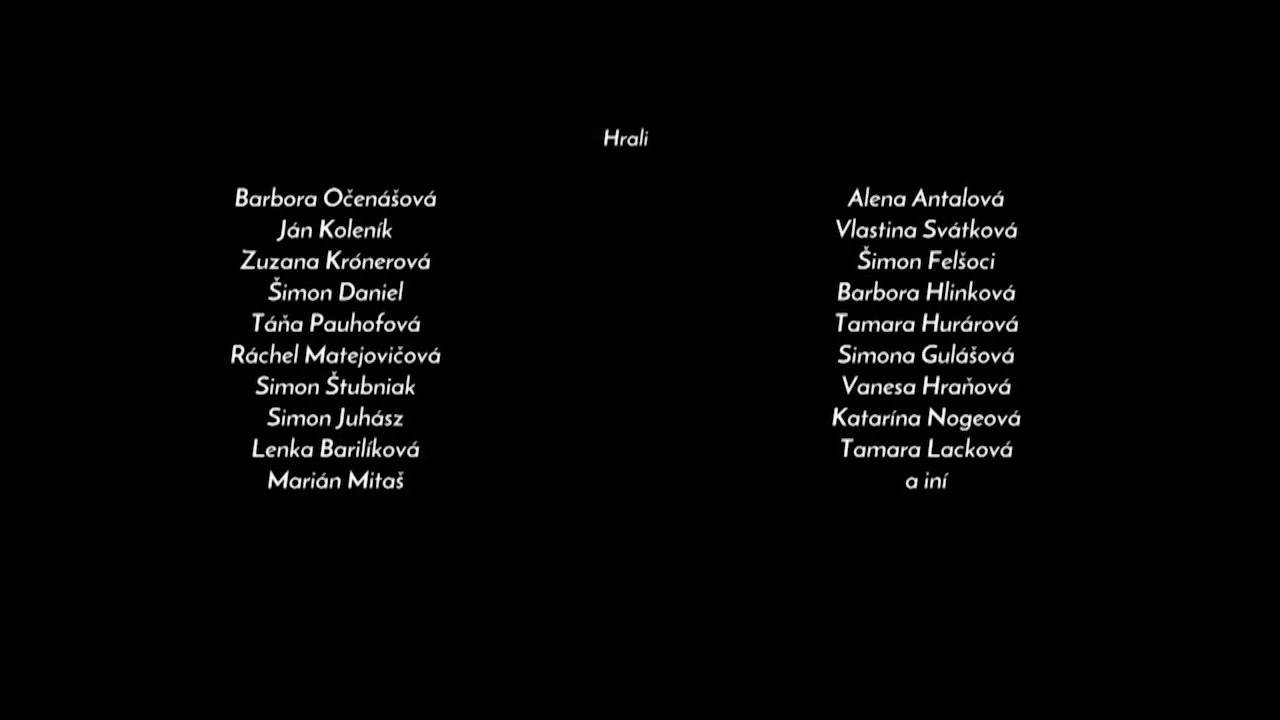 Hrali
Barbora Očenášová
Ján Koleník
Zuzana Krónerová
Šimon Daniel
Táňa Pauhofová
Ráchel Matejovičová
Simon Štubniak
Simon Juhász
Lenka Barilíková
Marián Mitaš
Alena Antalová
Vlastina Svátková
Šimon Felšoci
Barbora Hlinková
Tamara Hurárová
Simona Gulášová
Vanesa Hraňová
Katarína Nogeová
Tamara Lacková
a iní